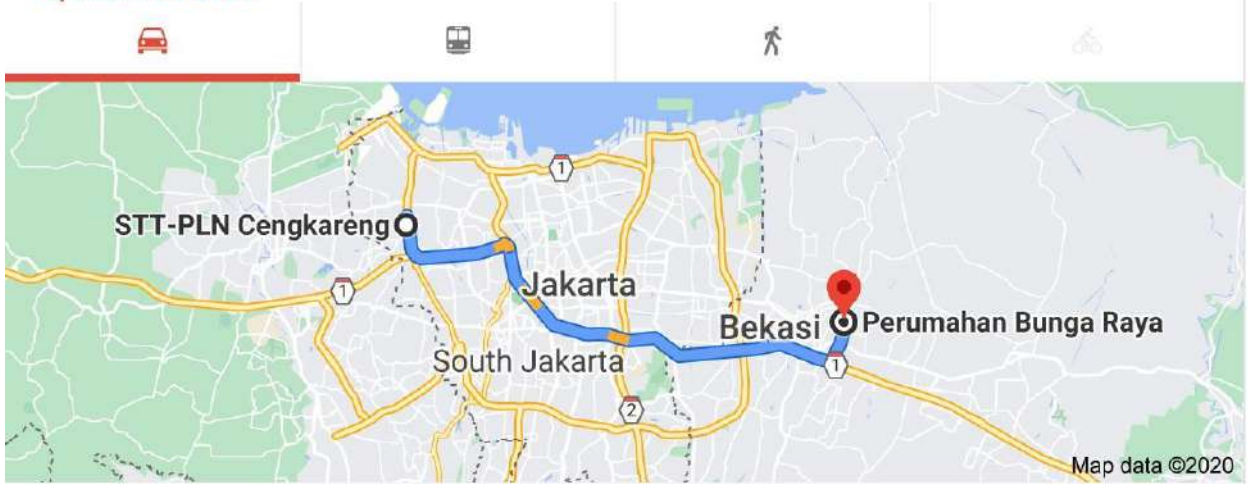 1
STT-PLN Cengkareng
Jakarta
1
Bekasi
Perumahan Bunga Raya
South Jakarta
1
2
Map data ©2020